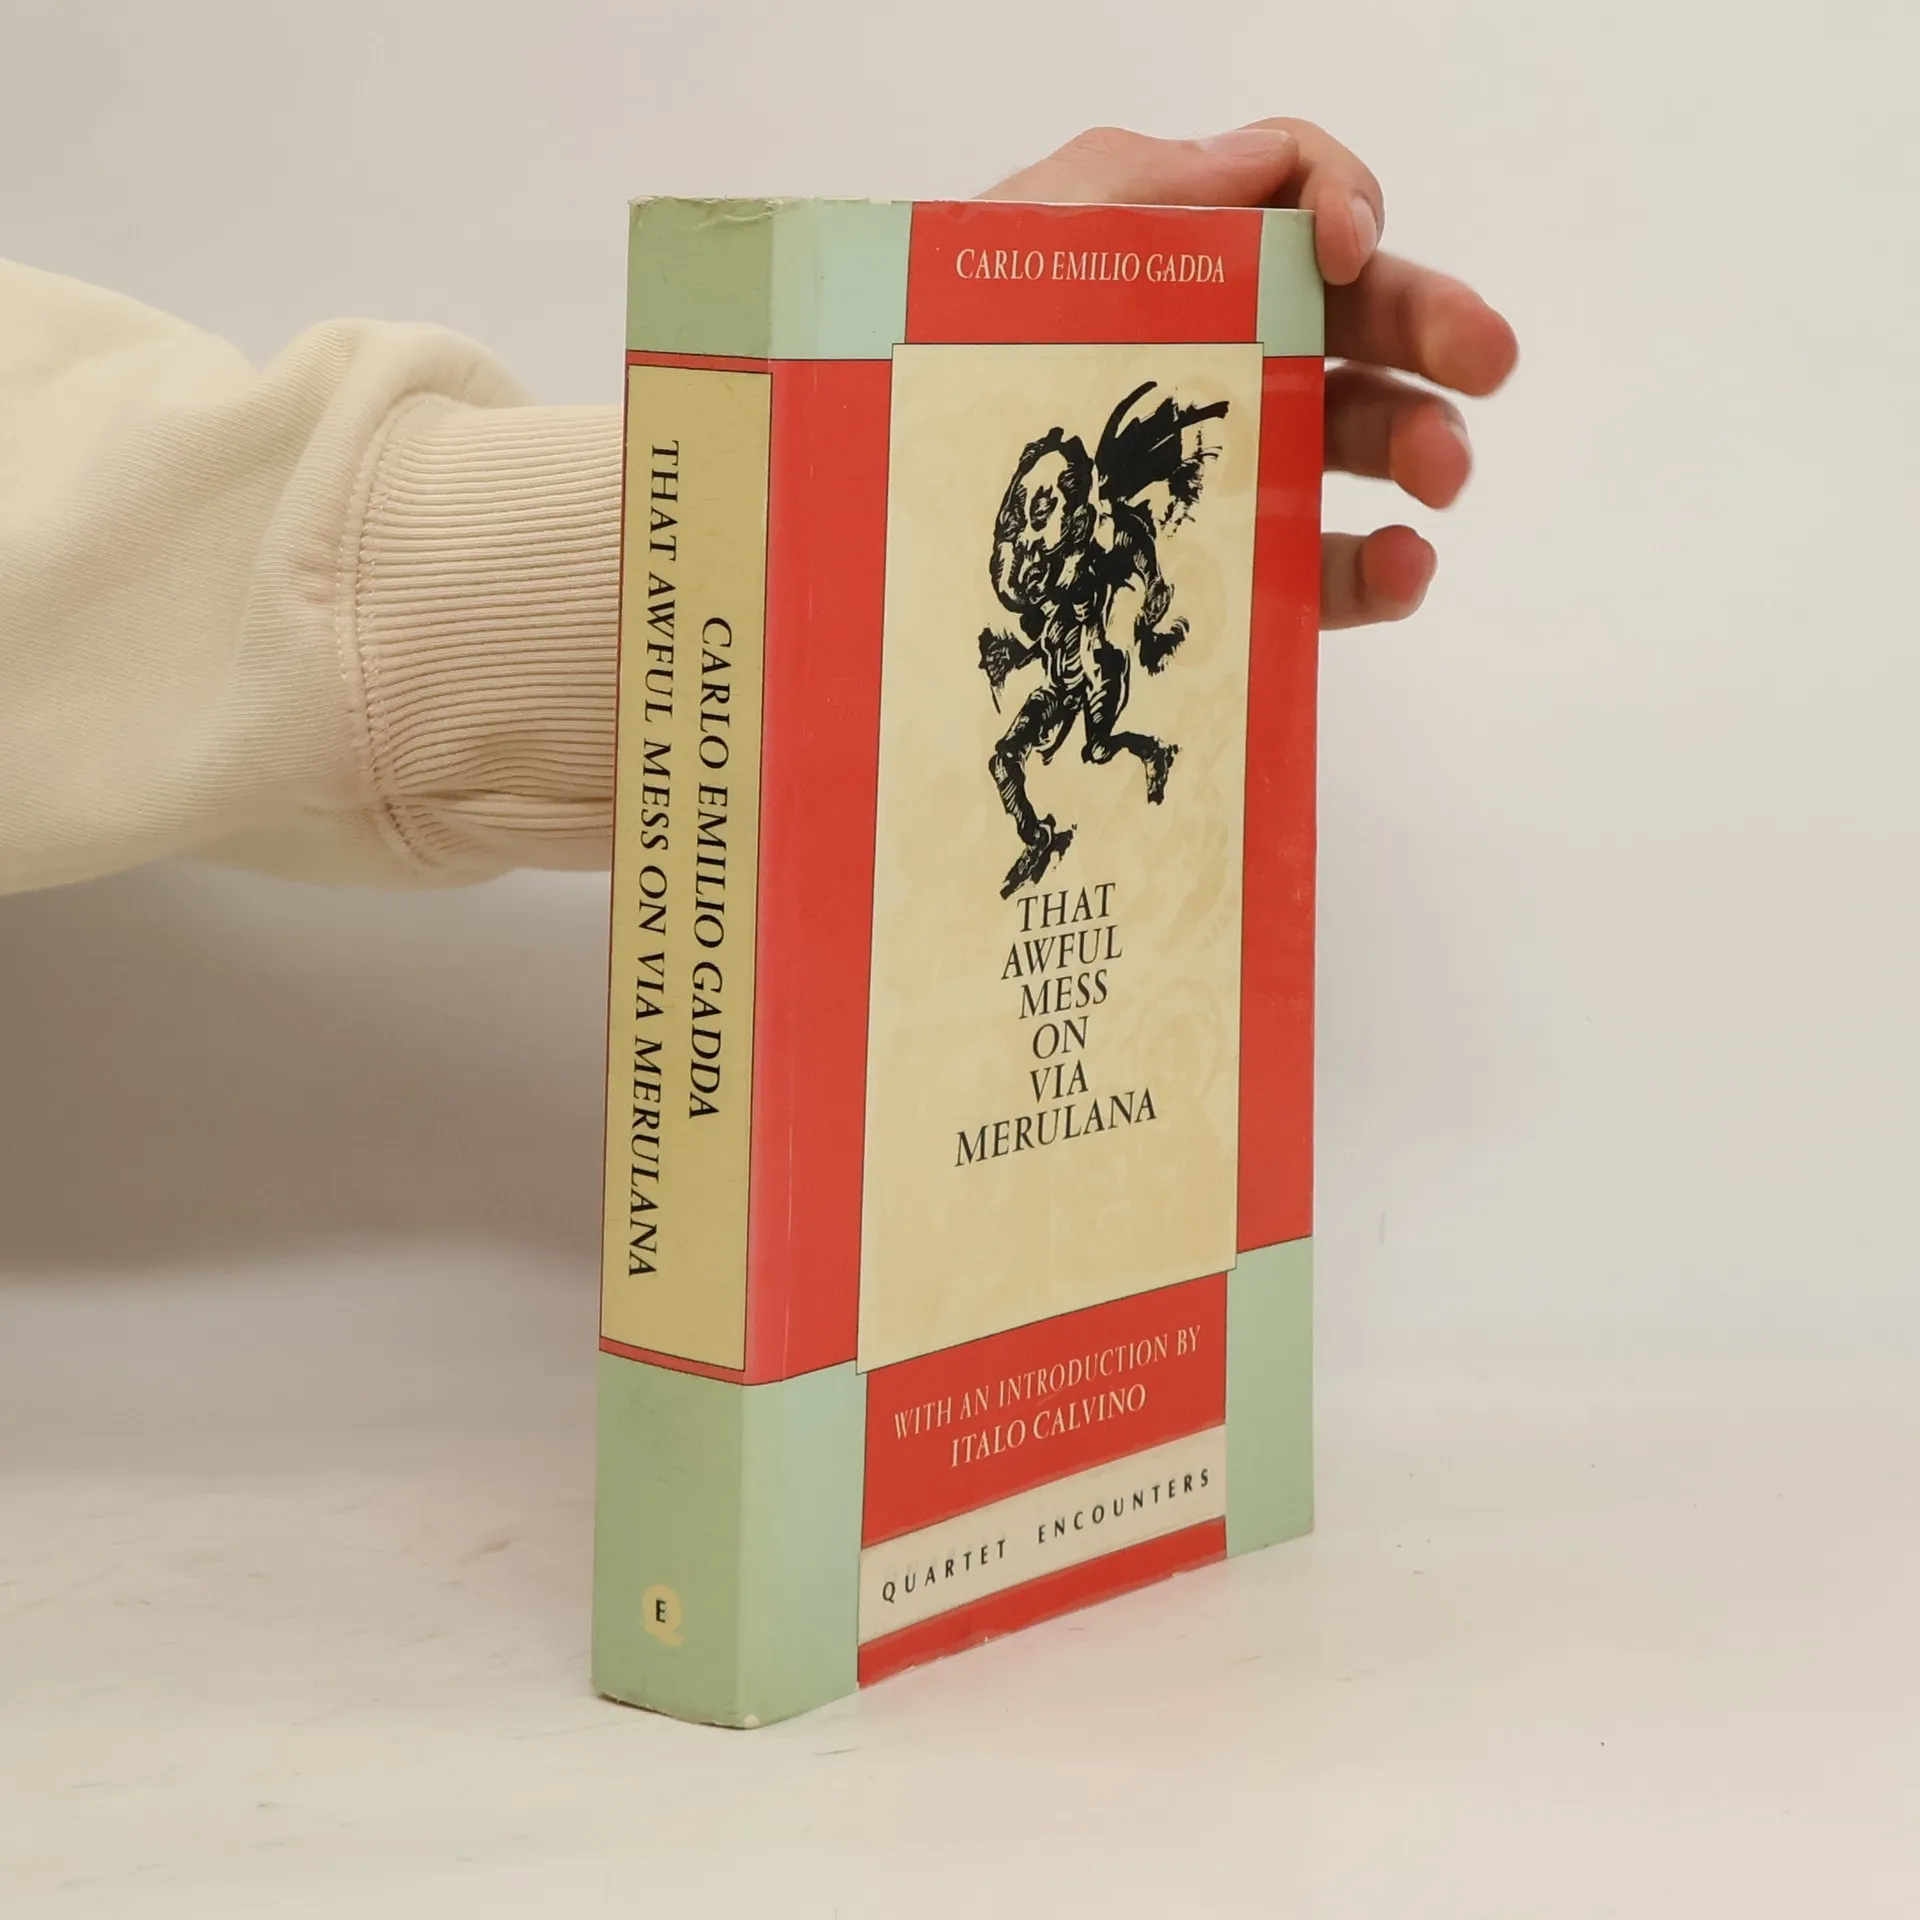 CARLO EMILIO GADDA
THAT AWFUL MESS ON VIA MERULANA
E
CARLO EMILIO GADDA
THAT
AWFUL
MESS
ON
VIA
MERULANA
WITH AN INTRODUCTION BY
ITALO CALVINO
QUARTET ENCOUNTERS